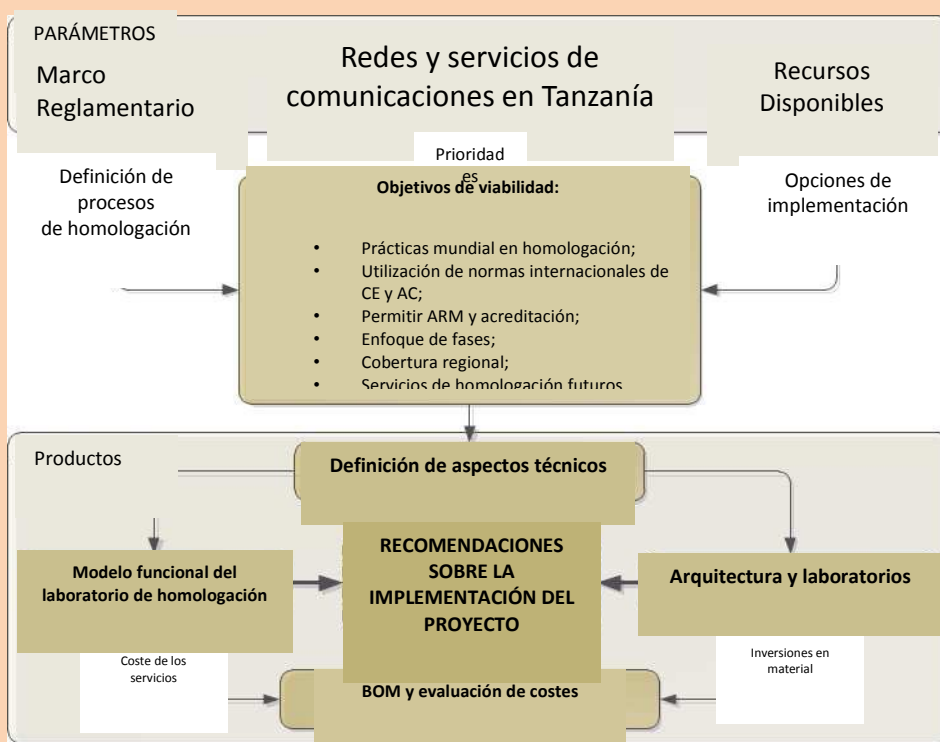 PARÁMETROS
Marco
Reglamentario
Redes y servicios de
comunicaciones en Tanzanía
Recursos
Disponibles
Definición de
procesos
de homologación
Prioridad
es
Opciones de
implementación
Objetivos de viabilidad:
• Prácticas mundial en homologación;
• Utilización de normas internacionales de
CE y AC;
• Permitir ARM y acreditación;
• Enfoque de fases;
• Cobertura regional;
• Servicios de homologación futuros
Productos
Definición de aspectos técnicos
Modelo funcional del
laboratorio de homologación
RECOMENDACIONES
SOBRE LA
IMPLEMENTACIÓN DEL
PROYECTO
Arquitectura y laboratorios
Coste de los
servicios
Inversiones en
material
BOM y evaluación de costes